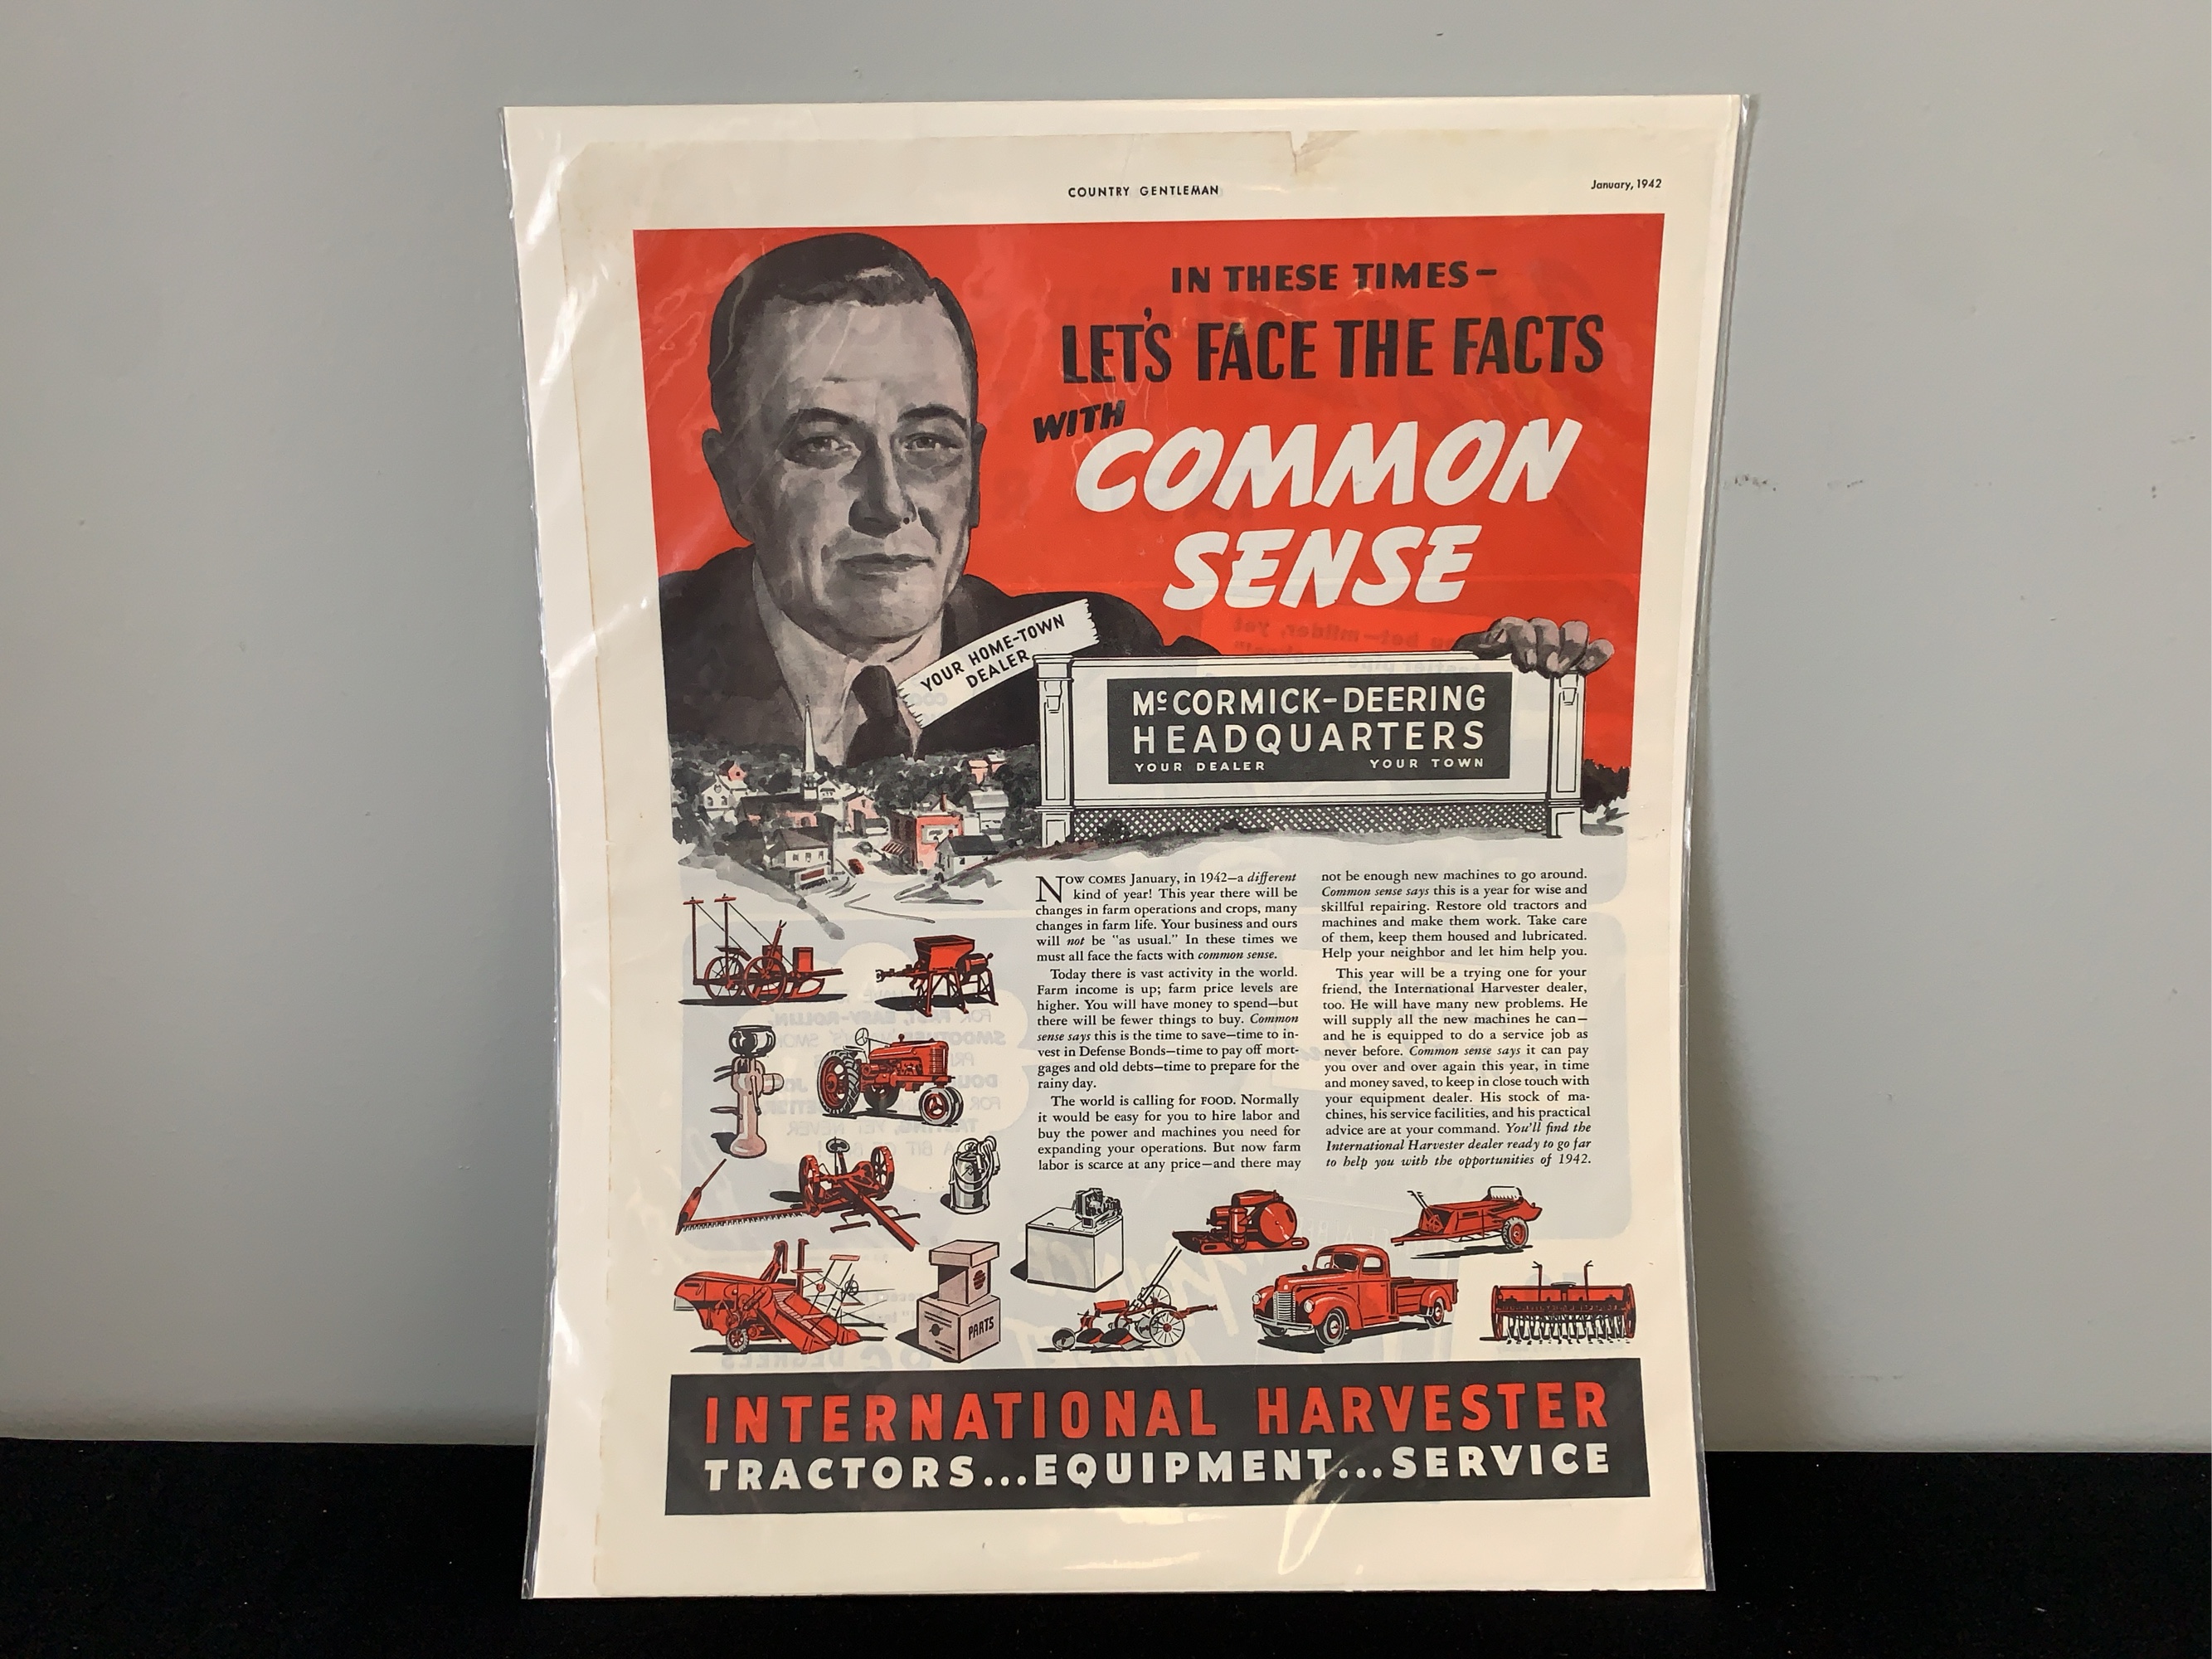 COUNTRY GENTLEMAN
January, 1942
IN THESE TIMES—
LET'S FACE THE FACTS
WITH
COMMON
SENSE
YOUR HOME-TOWN
DEALER
McCORMICK-DEERING
HEADQUARTERS
YOUR DEALER YOUR TOWN
NOW COMES January, in 1942—a different
kind of year! This year there will be
changes in farm operations and crops, many
changes in farm life. Your business and ours
will not be "as usual." In these times we
must all face the facts with common sense.
Today there is vast activity in the world.
Farm income is up; farm price levels are
higher. You will have money to spend—but
there will be fewer things to buy. Common
sense says this is the time to save—time to in-
vest in Defense Bonds—time to pay off mort-
gages and old debts—time to prepare for the
rainy day.
The world is calling for FOOD. Normally
it would be easy for you to hire labor and
buy the power and machines you need for
expanding your operations. But now farm
labor is scarce at any price—and there may
not be enough new machines to go around.
Common sense says this is a year for wise and
skillful repairing. Restore old tractors and
machines and make them work. Take care
of them, keep them housed and lubricated.
Help your neighbor and let him help you.
This year will be a trying one for your
friend, the International Harvester dealer,
too. He will have many new problems. He
will supply all the new machines he can—
and he is equipped to do a service job as
never before. Common sense says it can pay
you over and over again this year, in time
and money saved, to keep in close touch with
your equipment dealer. His stock of ma-
chines, his service facilities, and his practical
advice are at your command. You'll find the
International Harvester dealer ready to go far
to help you with the opportunities of 1942.
PARTS
INTERNATIONAL HARVESTER
TRACTORS...EQUIPMENT...SERVICE